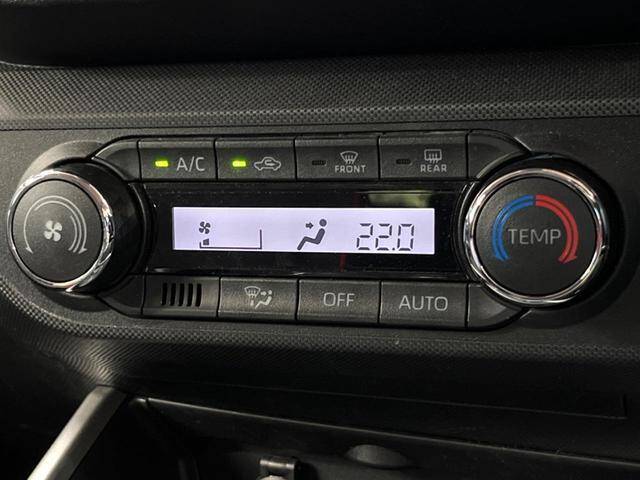 A/C FRONT REAR
22.0 TEMP
OFF AUTO